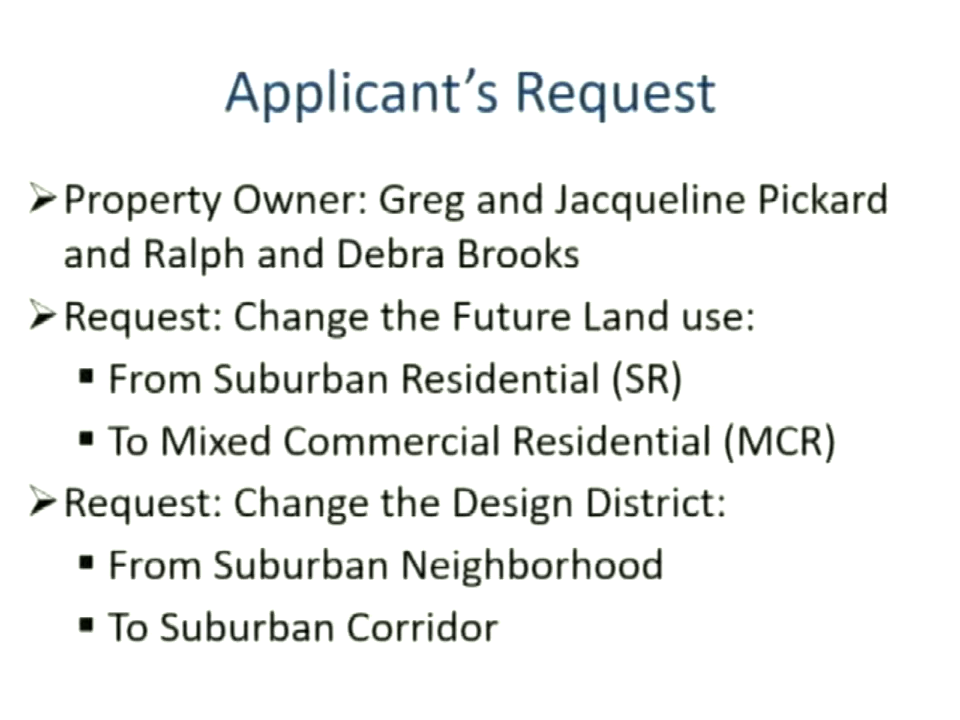 Applicant's Request
Property Owner: Greg and Jacqueline Pickard
and Ralph and Debra Brooks
Request: Change the Future Land use:
From Suburban Residential (SR)
To Mixed Commercial Residential (MCR)
Request: Change the Design District:
From Suburban Neighborhood
To Suburban Corridor